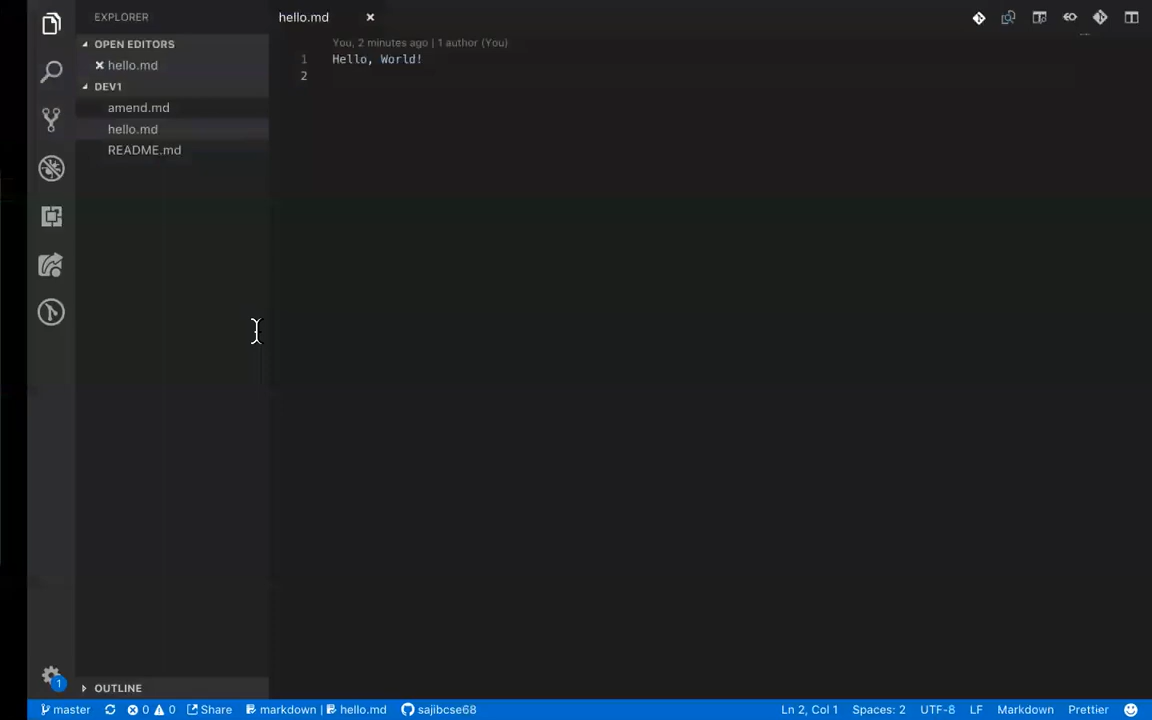 EXPLORER
OPEN EDITORS
hello.md
DEV1
amend.md
hello.md
README.md
OUTLINE
hello.md
You, 2 minutes ago | 1 author (You)
1 Hello, World!
2
1
master 0 0 Share markdown | hello.md sajibcse68 Ln 2, Col 1 Spaces: 2 UTF-8 LF Markdown Prettier